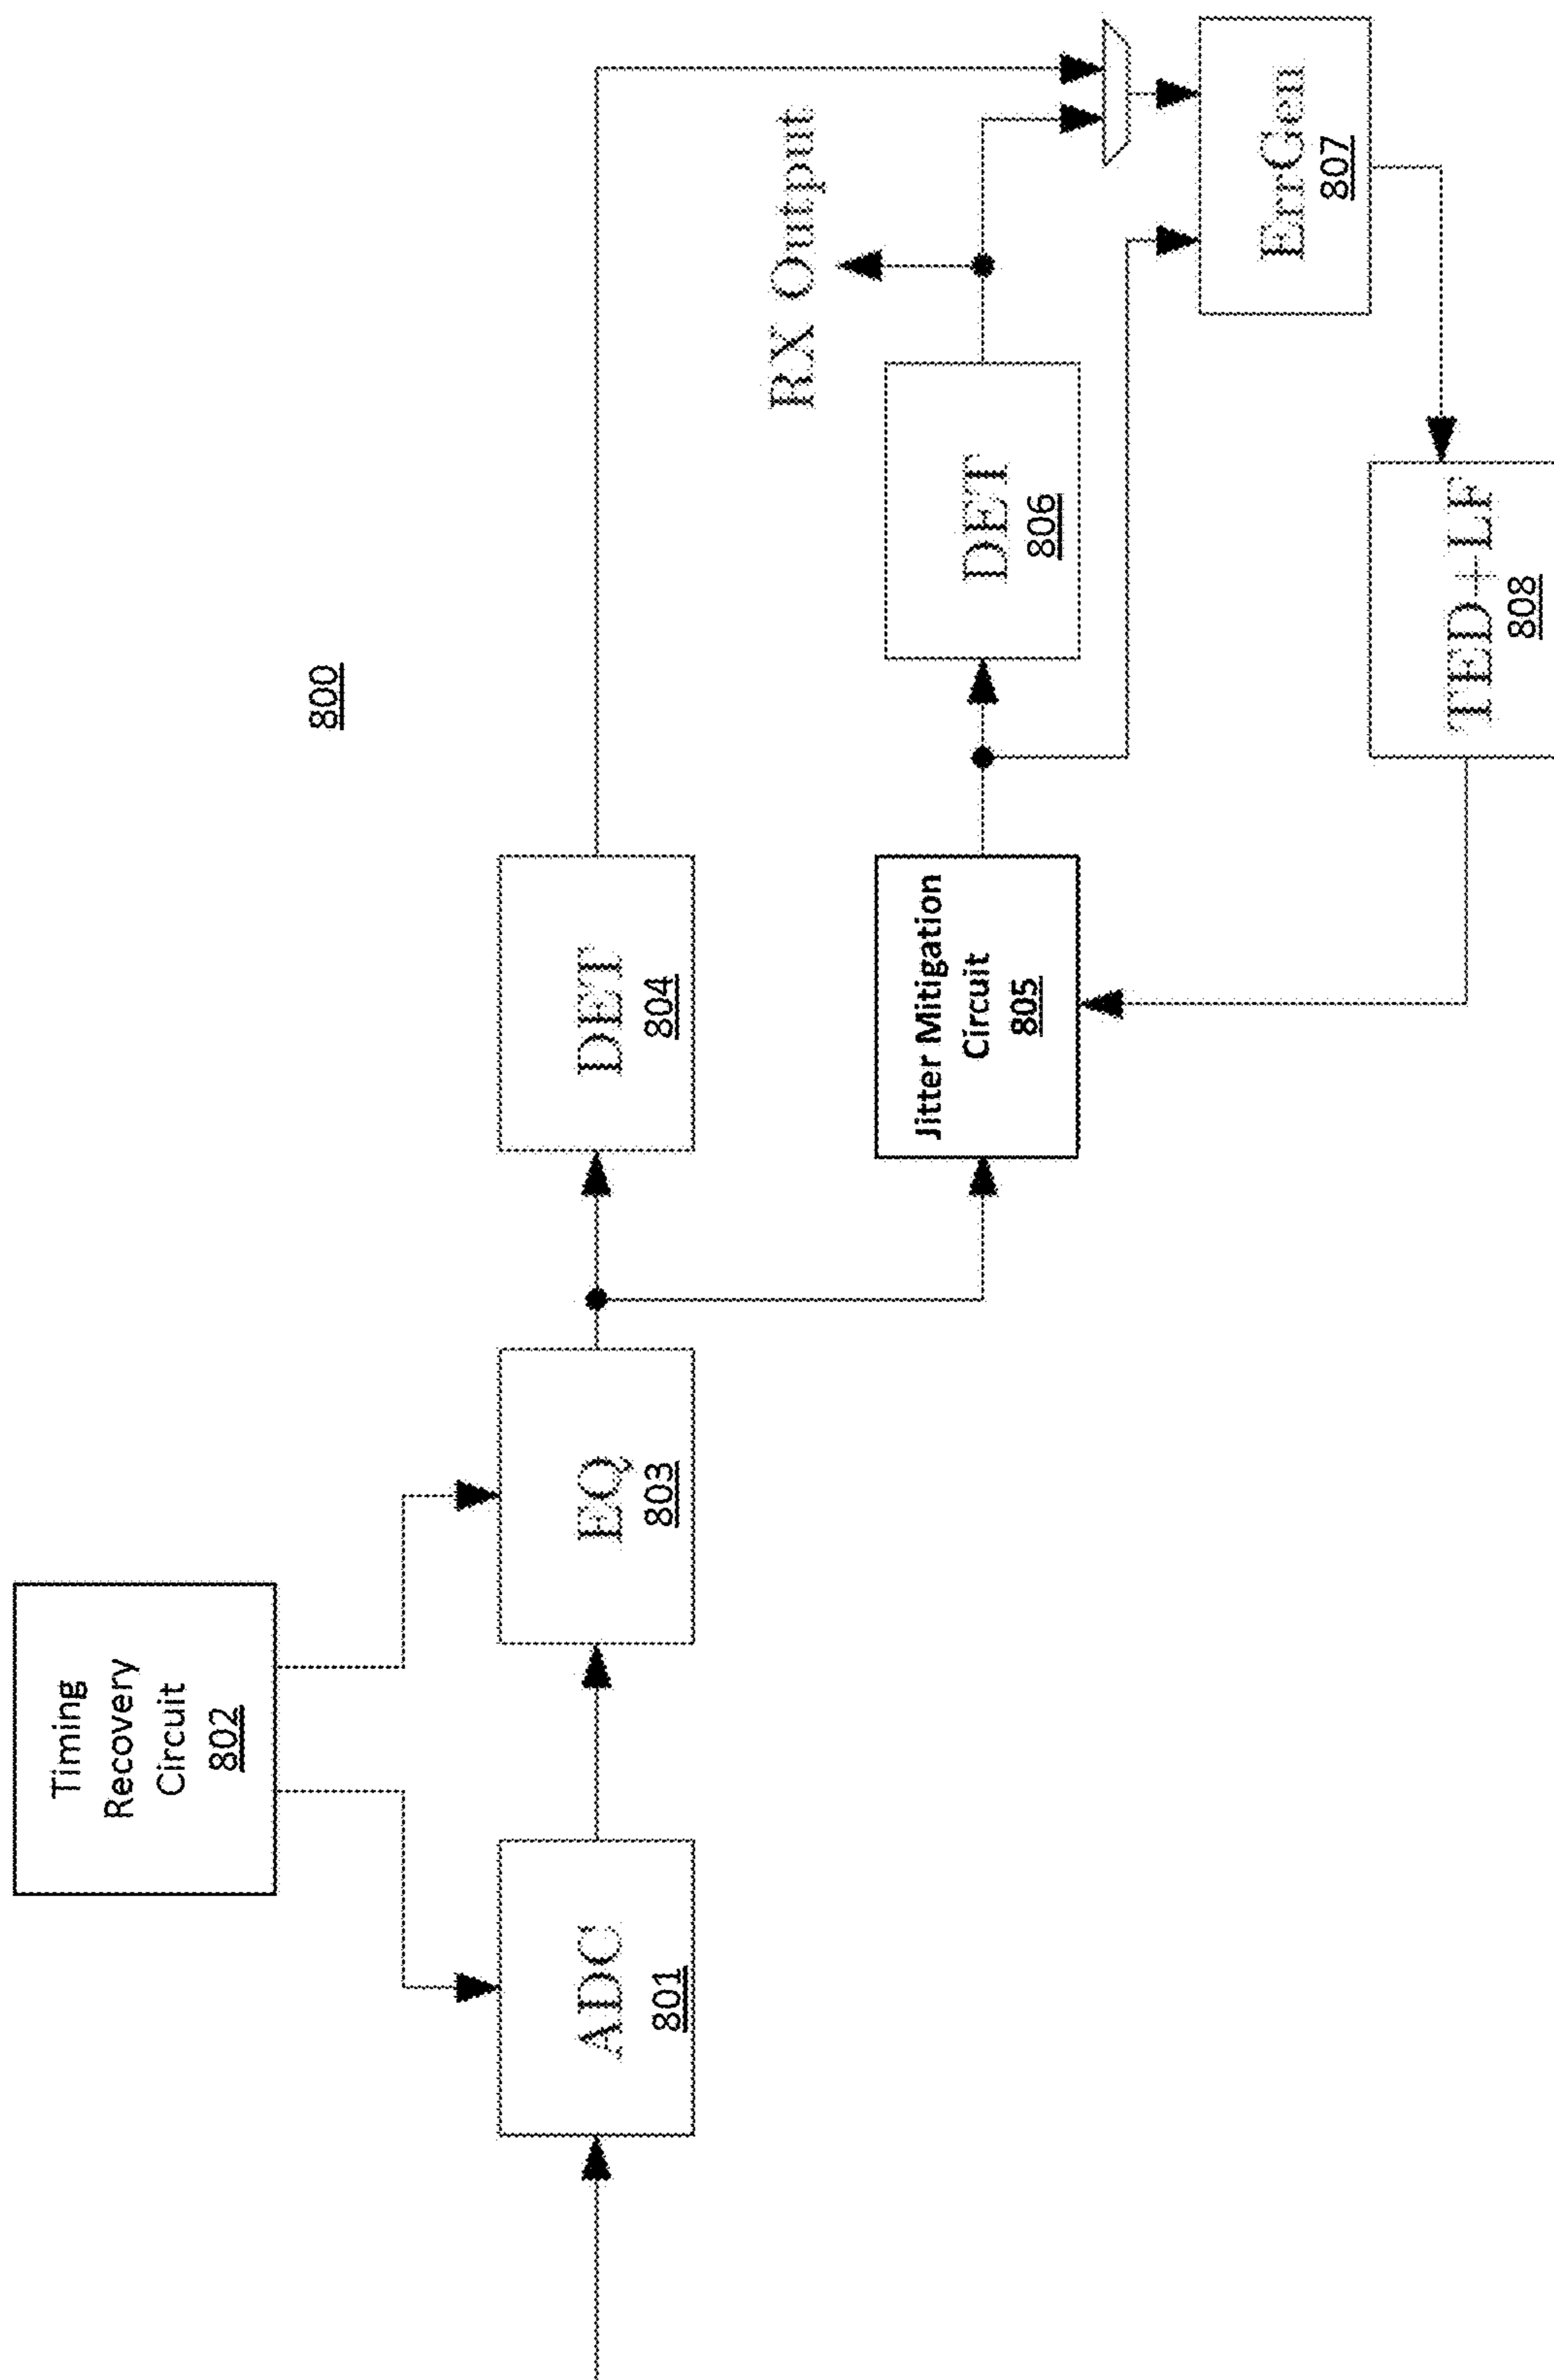 800
Timing
Recovery
Circuit
802
ADC
801
EQ
803
DET
804
RX Output
Jitter Mitigation
Circuit
805
DET
806
ErrGen
807
TED+LF
808